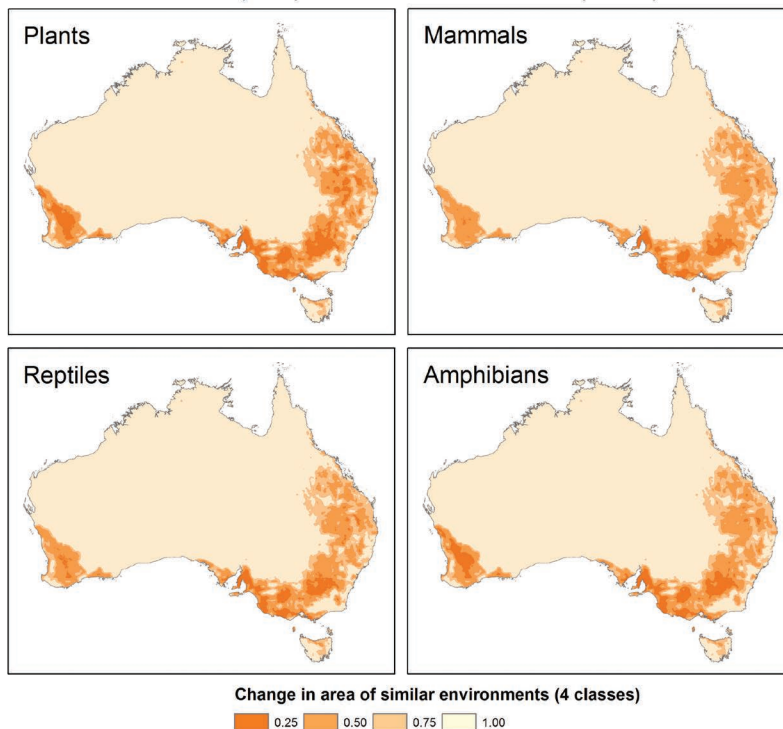 Plants
Mammals
Reptiles
Amphibians
Change in area of similar environments (4 classes)
0.25 0.50 0.75 1.00